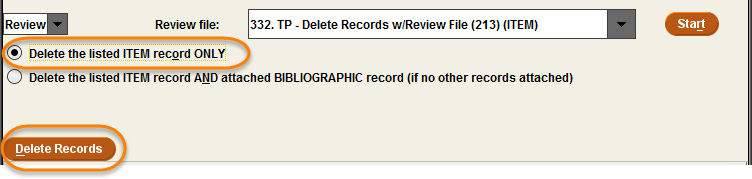 Review Review file: 332. TP - Delete Records w/Review File (213) (ITEM) Start
Delete the listed ITEM record ONLY
Delete the listed ITEM record AND attached BIBLIOGRAPHIC record (if no other records attached)
Delete Records